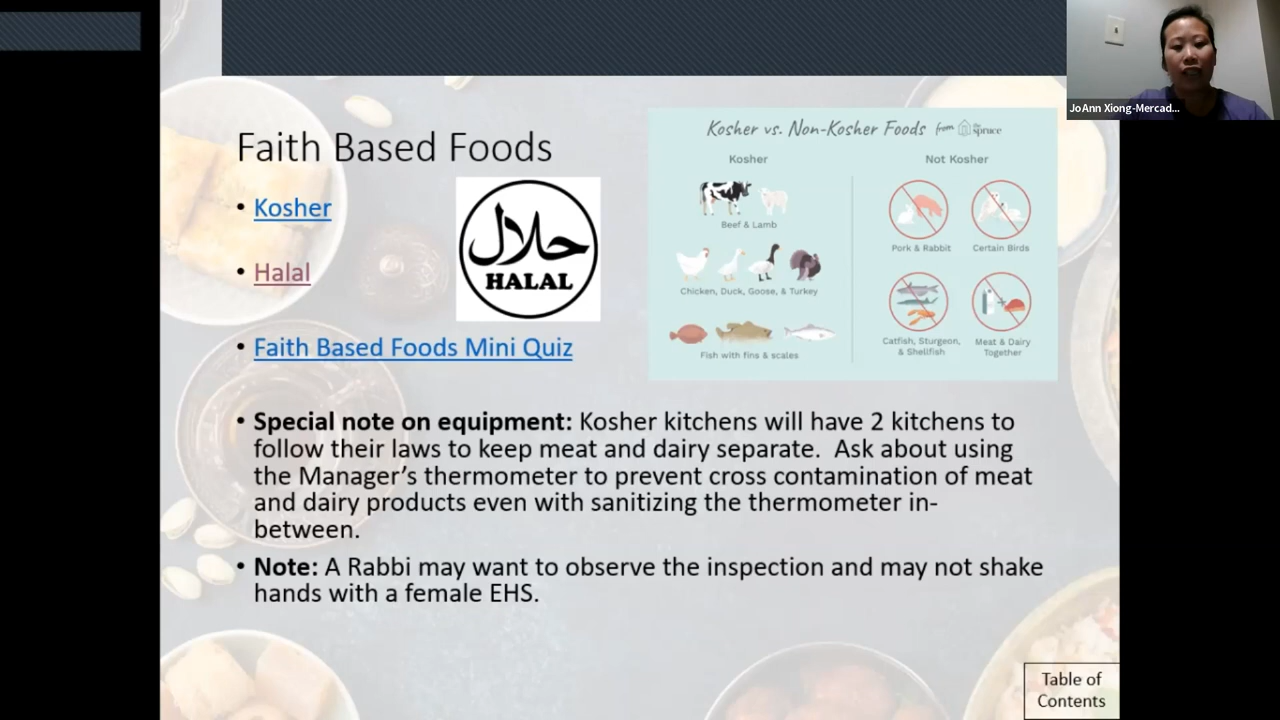 JoAnn Xiong-Mercad...
Faith Based Foods
• Kosher
• Halal
حلال
HALAL
• Faith Based Foods Mini Quiz
Kosher vs. Non-Kosher Foods from the spruce
Kosher
Not Kosher
Beef & Lamb
Pork & Rabbit
Certain Birds
Chicken, Duck, Goose, & Turkey
Catfish, Sturgeon,
& Shellfish
Meat & Dairy
Together
Fish with fins & scales
• Special note on equipment: Kosher kitchens will have 2 kitchens to
follow their laws to keep meat and dairy separate.  Ask about using
the Manager’s thermometer to prevent cross contamination of meat
and dairy products even with sanitizing the thermometer in-
between.
• Note: A Rabbi may want to observe the inspection and may not shake
hands with a female EHS.
Table of
Contents